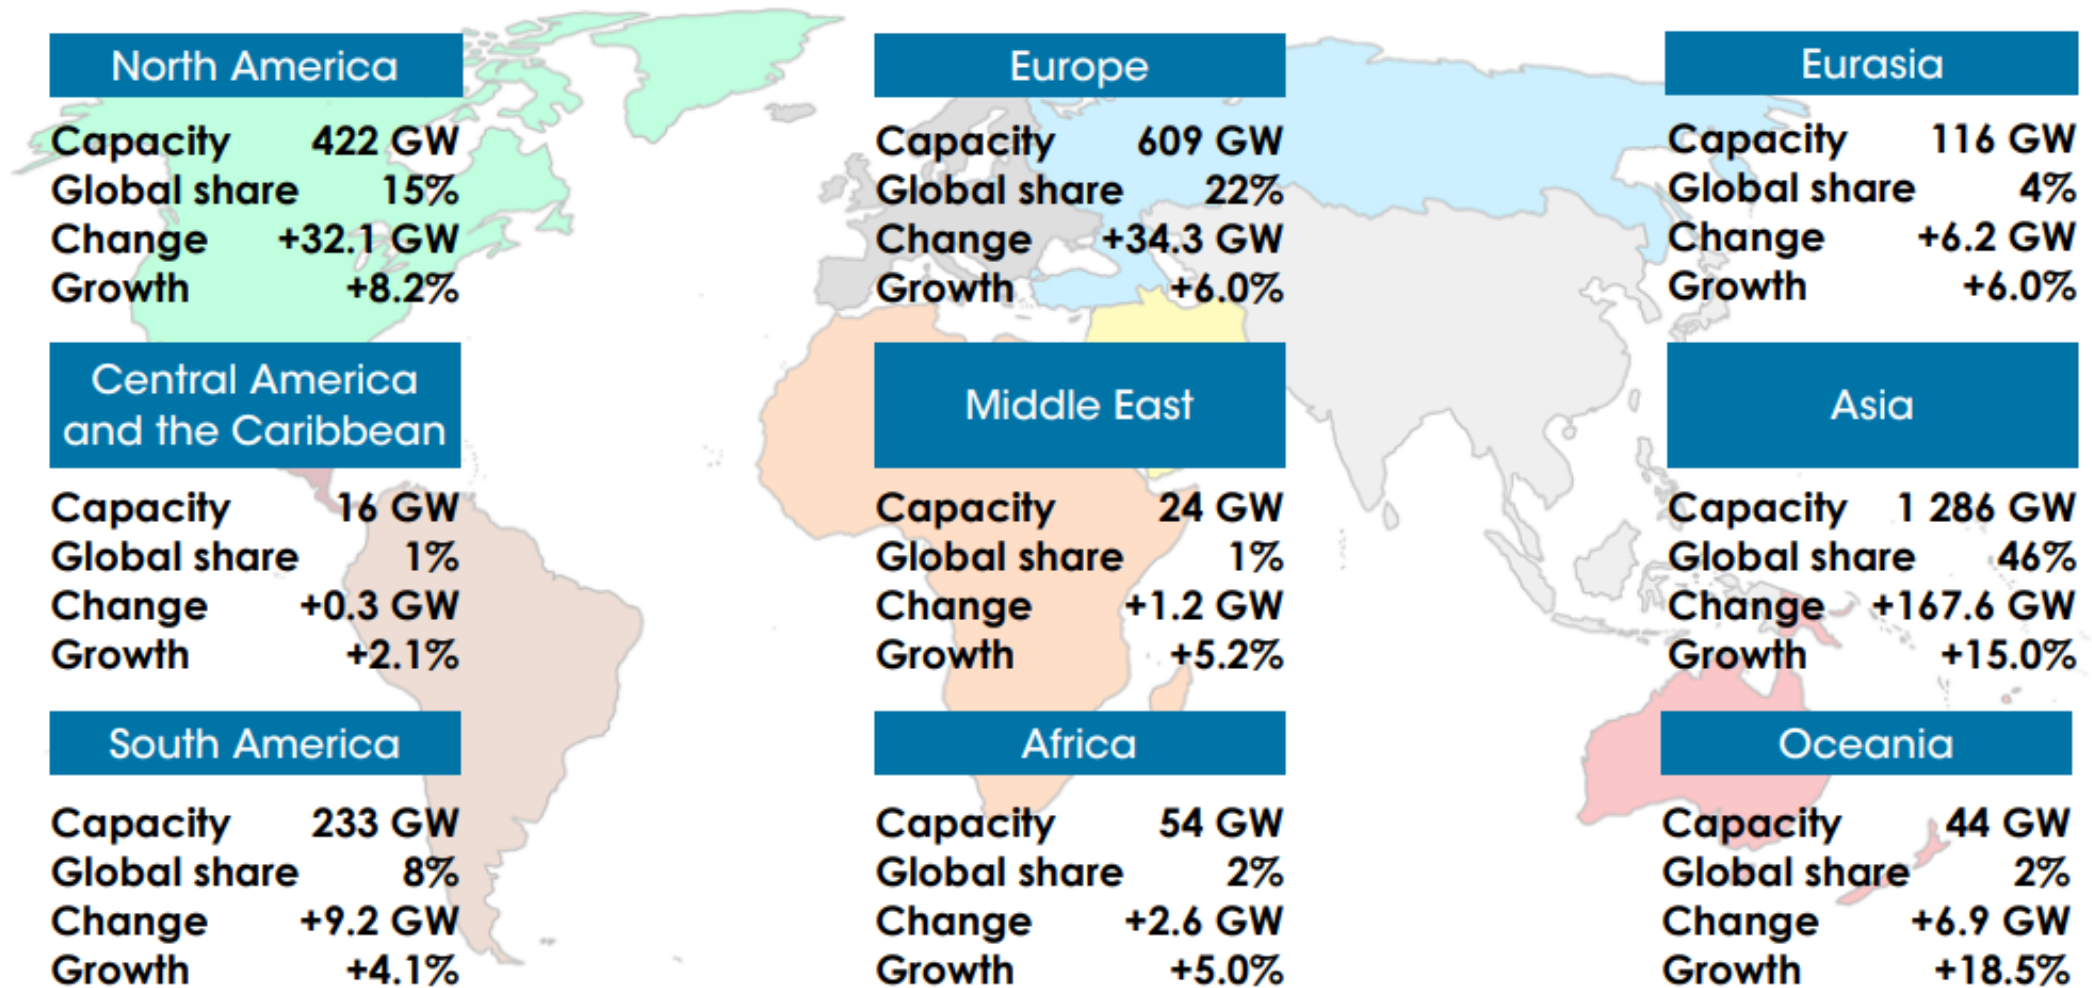 North America
Capacity 422 GW
Global share 15%
Change +32.1 GW
Growth +8.2%
Europe
Capacity 609 GW
Global share 22%
Change +34.3 GW
Growth +6.0%
Eurasia
Capacity 116 GW
Global share 4%
Change +6.2 GW
Growth +6.0%
Central America
and the Caribbean
Capacity 16 GW
Global share 1%
Change +0.3 GW
Growth +2.1%
Middle East
Capacity 24 GW
Global share 1%
Change +1.2 GW
Growth +5.2%
Asia
Capacity 1 286 GW
Global share 46%
Change +167.6 GW
Growth +15.0%
South America
Capacity 233 GW
Global share 8%
Change +9.2 GW
Growth +4.1%
Africa
Capacity 54 GW
Global share 2%
Change +2.6 GW
Growth +5.0%
Oceania
Capacity 44 GW
Global share 2%
Change +6.9 GW
Growth +18.5%